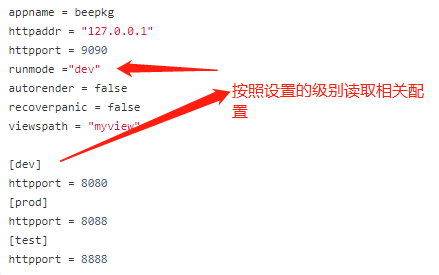 appname = beepkg
httpaddr = "127.0.0.1"
httpport = 9090
runmode ="dev"
autorender = false
recoverpanic = false
viewspath = "myview"
按照设置的级别读取相关配
置
[dev]
httpport = 8080
[prod]
httpport = 8088
[test]
httpport = 8888